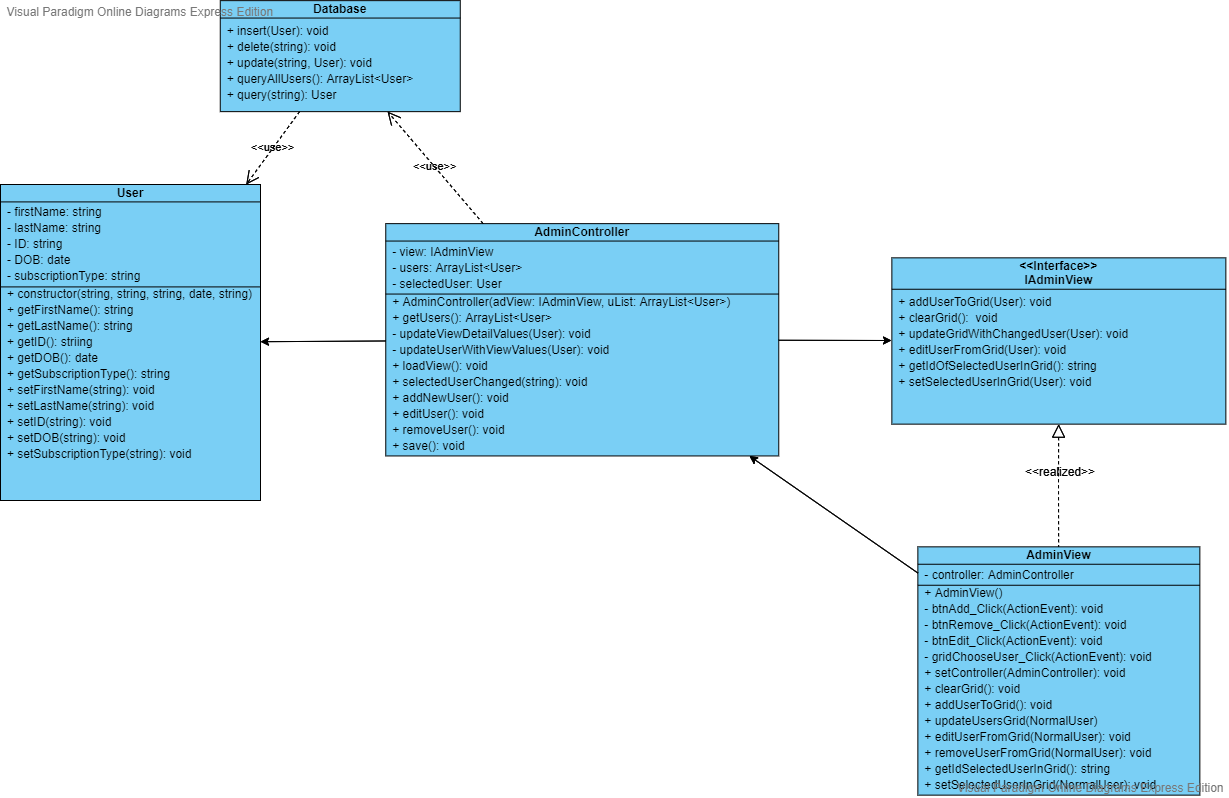 Visual Paradigm Online Diagrams Express Edition
Database
+ insert(User): void
+ delete(string): void
+ update(string, User): void
+ queryAllUsers(): ArrayList<User>
+ query(string): User
<<use>>
<<use>>
User
- firstName: string
- lastName: string
- ID: string
- DOB: date
- subscriptionType: string
+ constructor(string, string, string, date, string)
+ getFirstName(): string
+ getLastName(): string
+ getID(): striing
+ getDOB(): date
+ getSubscriptionType(): string
+ setFirstName(string): void
+ setLastName(string): void
+ setID(string): void
+ setDOB(string): void
+ setSubscriptionType(string): void
AdminController
- view: IAdminView
- users: ArrayList<User>
- selectedUser: User
+ AdminController(adView: IAdminView, uList: ArrayList<User>)
+ getUsers(): ArrayList<User>
- updateViewDetailValues(User): void
- updateUserWithViewValues(User): void
+ loadView(): void
+ selectedUserChanged(string): void
+ addNewUser(): void
+ editUser(): void
+ removeUser(): void
+ save(): void
<<Interface>>
IAdminView
+ addUserToGrid(User): void
+ clearGrid():  void
+ updateGridWithChangedUser(User): void
+ editUserFromGrid(User): void
+ getIdOfSelectedUserInGrid(): string
+ setSelectedUserInGrid(User): void
<<realized>>
AdminView
- controller: AdminController
+ AdminView()
- btnAdd_Click(ActionEvent): void
- btnRemove_Click(ActionEvent): void
- btnEdit_Click(ActionEvent): void
- gridChooseUser_Click(ActionEvent): void
+ setController(AdminController): void
+ clearGrid(): void
+ addUserToGrid(): void
+ updateUsersGrid(NormalUser)
+ editUserFromGrid(NormalUser): void
+ removeUserFromGrid(NormalUser): void
+ getIdSelectedUserInGrid(): string
+ setSelectedUserInGrid(NormalUser): void
Visual Paradigm Online Diagrams Express Edition